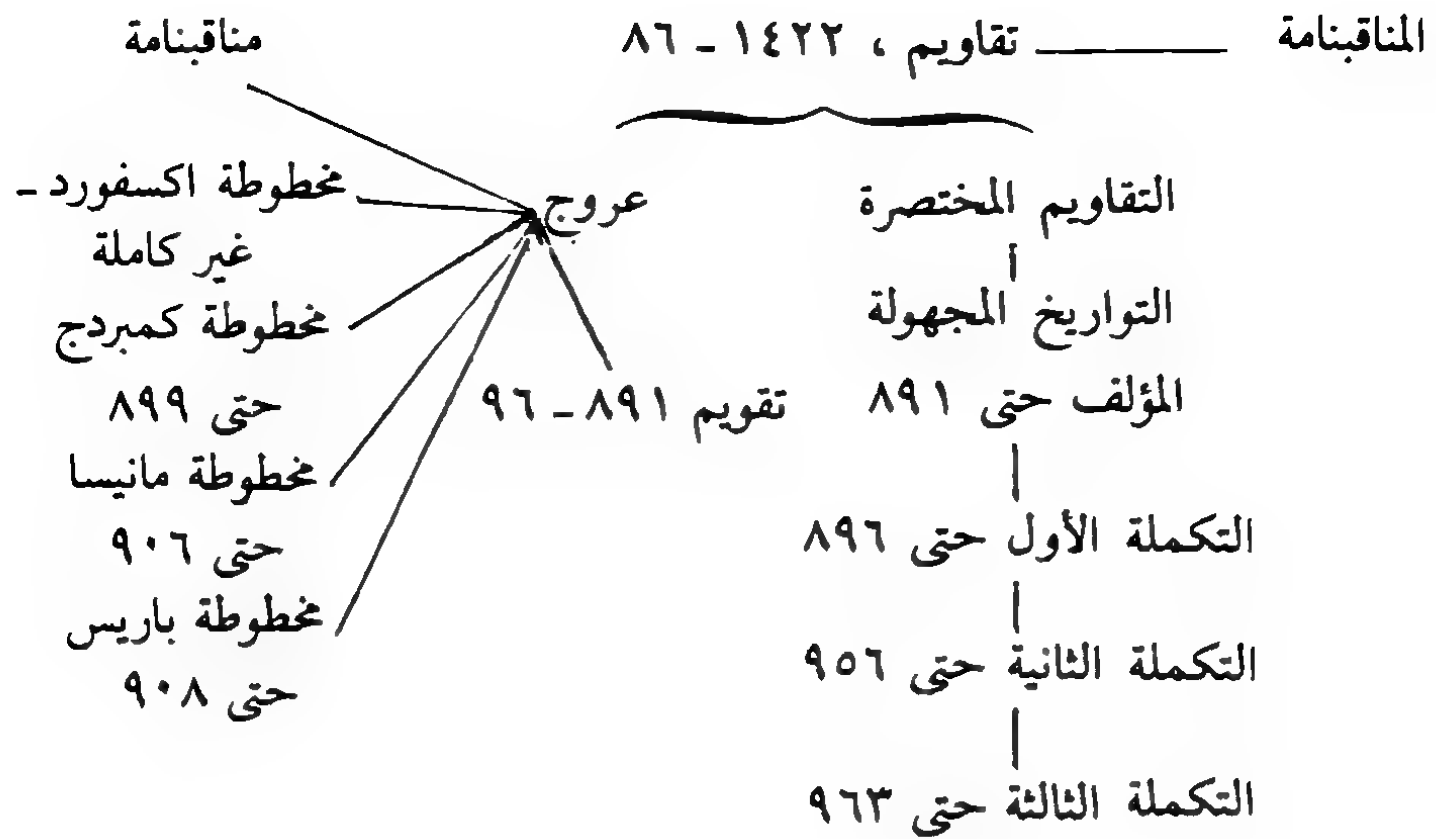 المناقبنامة
تقاويم ، ١٤٢٢ - ٨٦
مناقبنامة
التقاويم المختصرة
التواريخ المجهولة
المؤلف حتى ٨٩١
التكملة الأول حتى ٨٩٦
التكملة الثانية حتى ٩٥٦
التكملة الثالثة حتى ٩٦٣
عروج
تقويم ٨٩١ - ٩٦
مخطوطة اكسفورد -
غير كاملة
مخطوطة كمبردج
حتى ٨٩٩
مخطوطة مانيسا
حتى ٩٠٦
مخطوطة باريس
حتى ٩٠٨